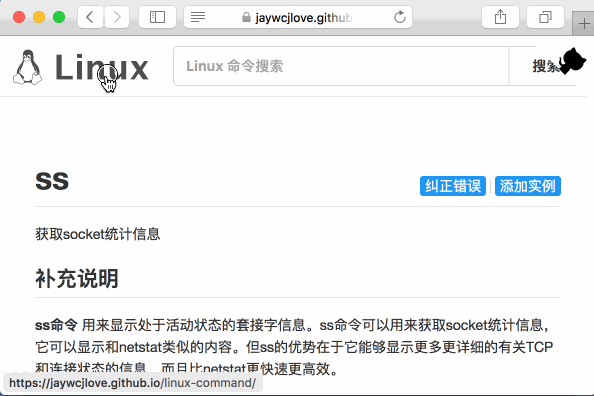 jaywcjlove.github
Linux
Linux 命令搜索
搜索
ss
纠正错误
添加实例
获取socket统计信息
补充说明
ss命令 用来显示处于活动状态的套接字信息。ss命令可以用来获取socket统计信息，
它可以显示和netstat类似的内容。但ss的优势在于它能够显示更多更详细的有关TCP
和连接状态的信息，而且比netstat更快速更高效。
https://jaywcjlove.github.io/linux-command/